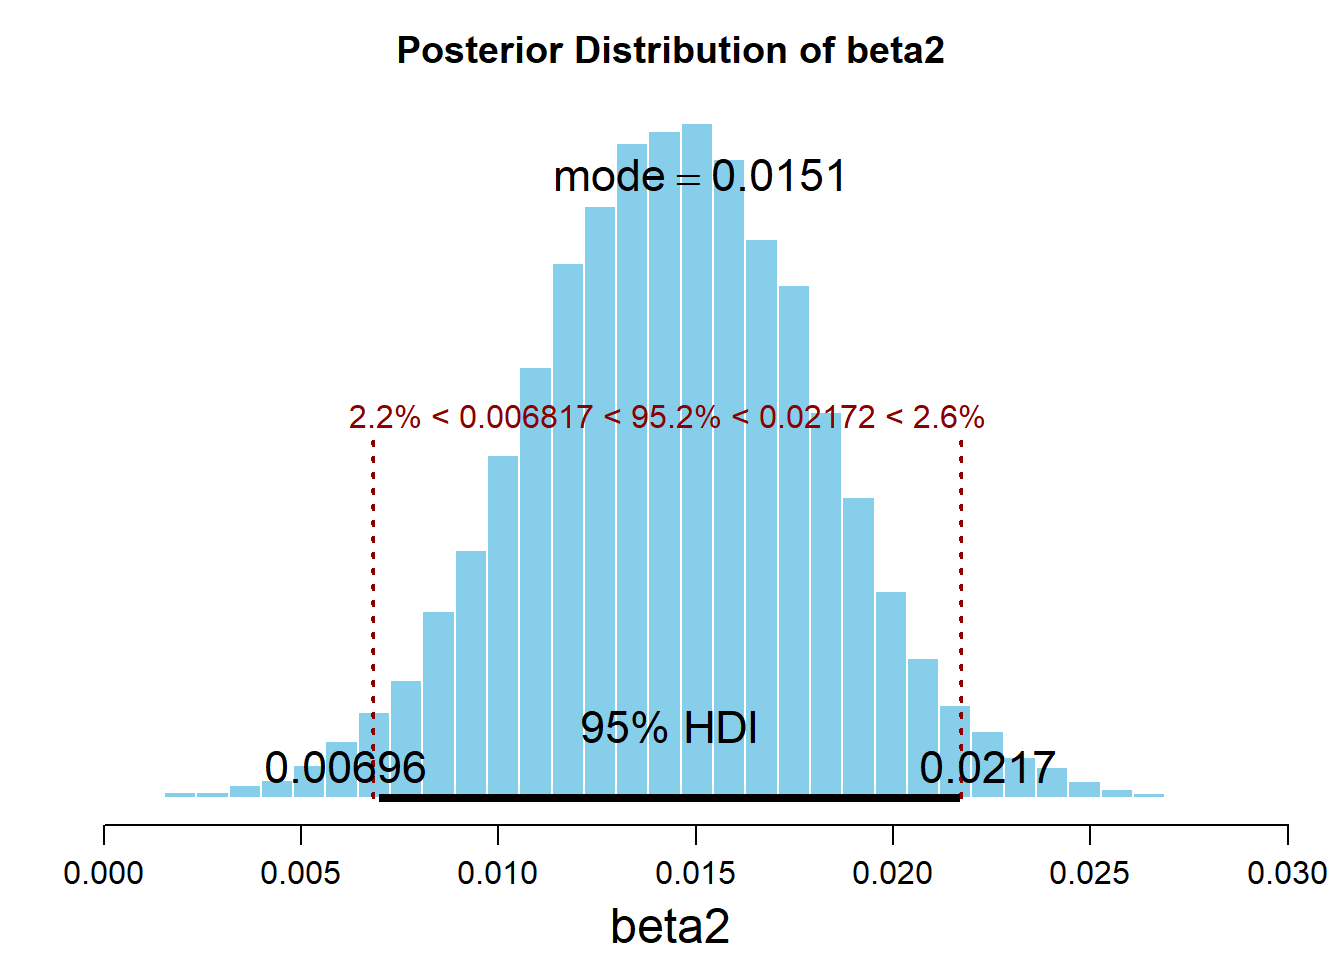 Posterior Distribution of beta2
mode = 0.0151
2.2% < 0.006817 < 95.2% < 0.02172 < 2.6%
95% HDI
0.00696 0.0217
0.000 0.005 0.010 0.015 0.020 0.025 0.030
beta2